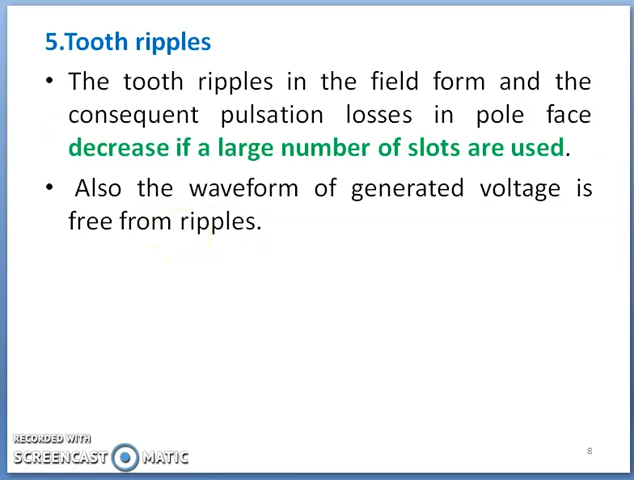 5.Tooth ripples
• The tooth ripples in the field form and the
consequent pulsation losses in pole face
decrease if a large number of slots are used.
• Also the waveform of generated voltage is
free from ripples.
RECORDED WITH
SCREENCAST MATIC
8